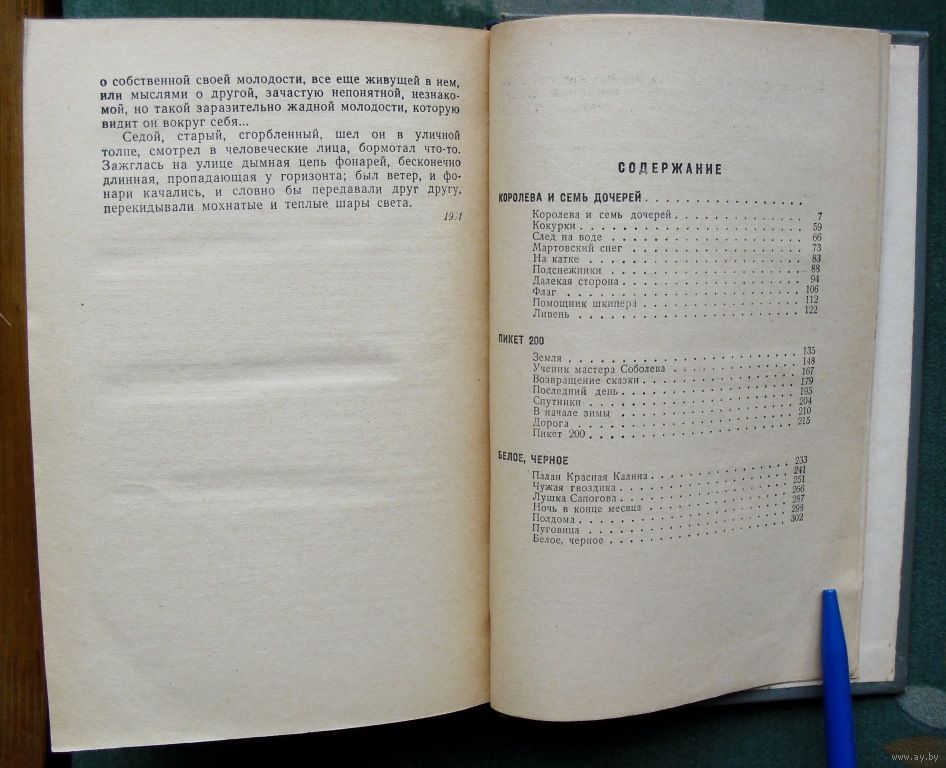 о собственной своей молодости, все еще живущей в нем,
или мыслями о другой, зачастую непонятной, незнако-
мой, но такой заразительно жадной молодости, которую
видит он вокруг себя...
Седой, старый, сгорбленный, шел он в уличной
толпе, смотрел в человеческие лица, бормотал что-то.
Зажглась на улице дымная цепь фонарей, бесконечно
длинная, пропадающая у горизонта; был ветер, и фо-
нари качались, и словно бы передавали друг другу,
перекидывали мохнатые и теплые шары света.
СОДЕРЖАНИЕ
КОРОЛЕВА И СЕМЬ ДОЧЕРЕЙ
Королева и семь дочерей 7
Кокурки 59
След на воде 66
Мартовский снег 73
На катке 83
Подснежники 88
Далекая сторона 94
Флаг 106
Помощник шкипера 112
Ливень 122
ПИКЕТ 200
Земля 135
Ученик мастера Соболева 148
Возвращение сказки 167
Последний день 179
Спутники 195
В начале зимы 204
Дорога 210
Пикет 200 215
БЕЛОЕ, ЧЕРНОЕ
Палан Красная Калина 233
Чужая гвоздика 241
Лушка Сапогова 251
Ночь в конце месяца 266
Полдома 287
Пуговица 298
Белое, черное 302
www.ay.by